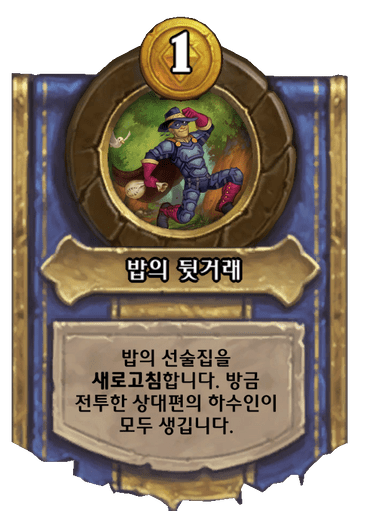 1
밥의 뒷거래
밥의 선술집을
새로고침합니다. 방금
전투한 상대편의 하수인이
모두 생깁니다.